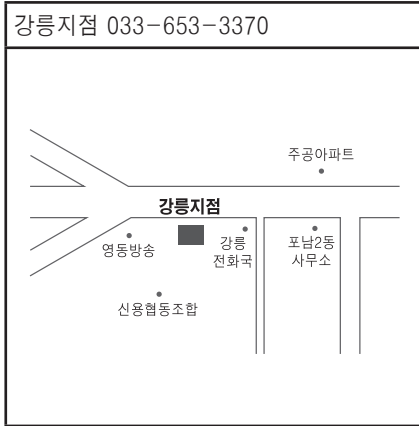 강릉지점 033-653-3370
주공아파트
강릉지점
영동방송
강릉
전화국
포남2동
사무소
신용협동조합